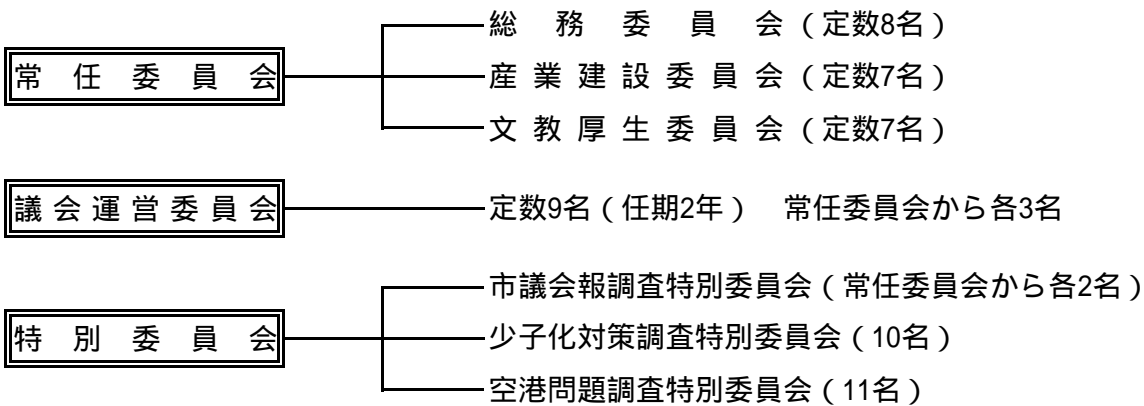 総務委員会(定数8名)
常任委員会 産業建設委員会(定数7名)
文教厚生委員会(定数7名)
議会運営委員会 定数9名(任期2年) 常任委員会から各3名
市議会報調査特別委員会(常任委員会から各2名)
特別委員会 少子化対策調査特別委員会(10名)
空港問題調査特別委員会(11名)